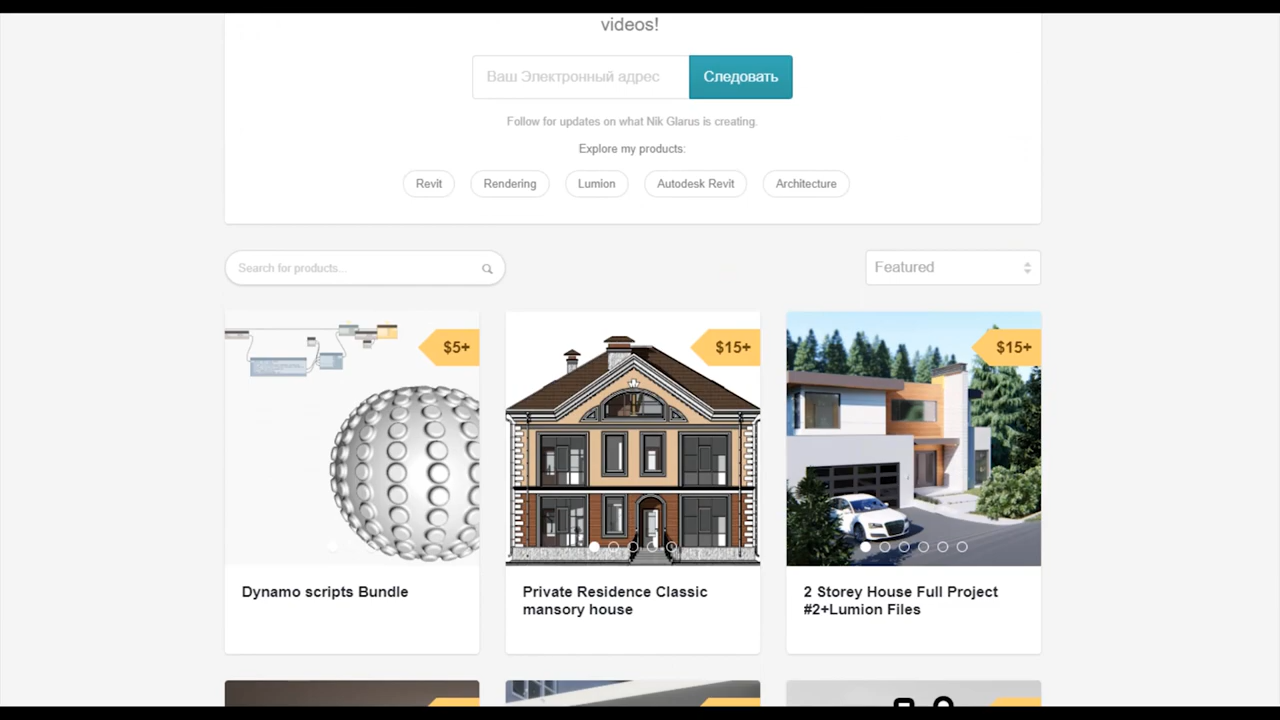 videos!
Ваш Электронный адрес
Следовать
Follow for updates on what Nik Glarus is creating.
Explore my products:
Revit
Rendering
Lumion
Autodesk Revit
Architecture
Search for products...
Featured
$5+
$15+
$15+
Dynamo scripts Bundle
Private Residence Classic
mansory house
2 Storey House Full Project
#2+Lumion Files